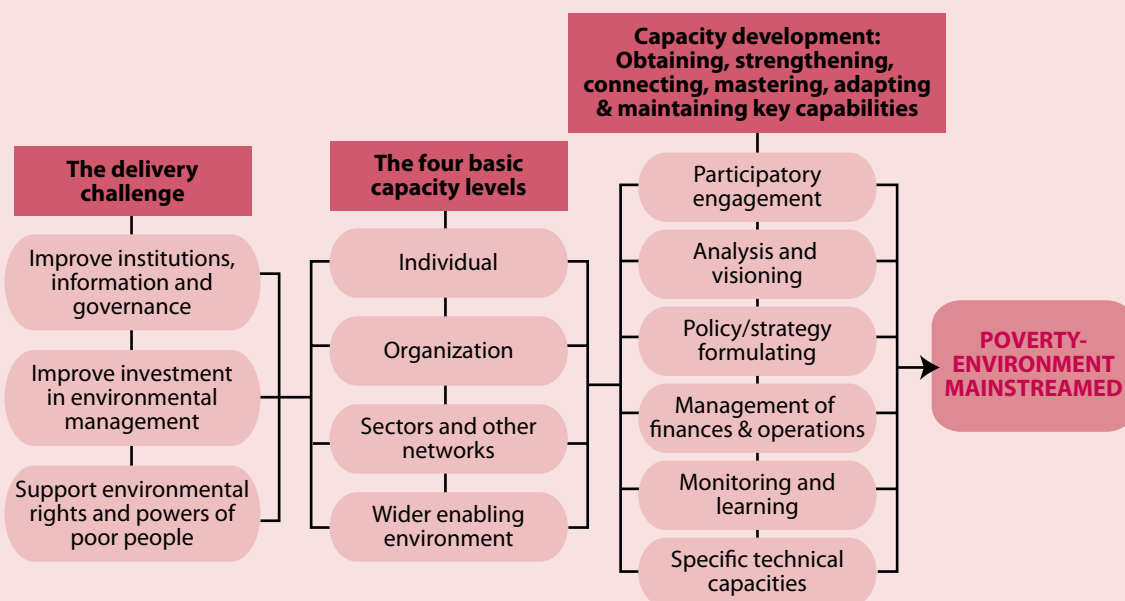 The delivery
challenge
Improve institutions,
information and
governance
Improve investment
in environmental
management
Support environmental
rights and powers of
poor people
The four basic
capacity levels
Individual
Organization
Sectors and other
networks
Wider enabling
environment
Capacity development:
Obtaining, strengthening,
connecting, mastering, adapting
& maintaining key capabilities
Participatory
engagement
Analysis and
visioning
Policy/strategy
formulating
Management of
finances & operations
Monitoring and
learning
Specific technical
capacities
POVERTY-
ENVIRONMENT
MAINSTREAMED